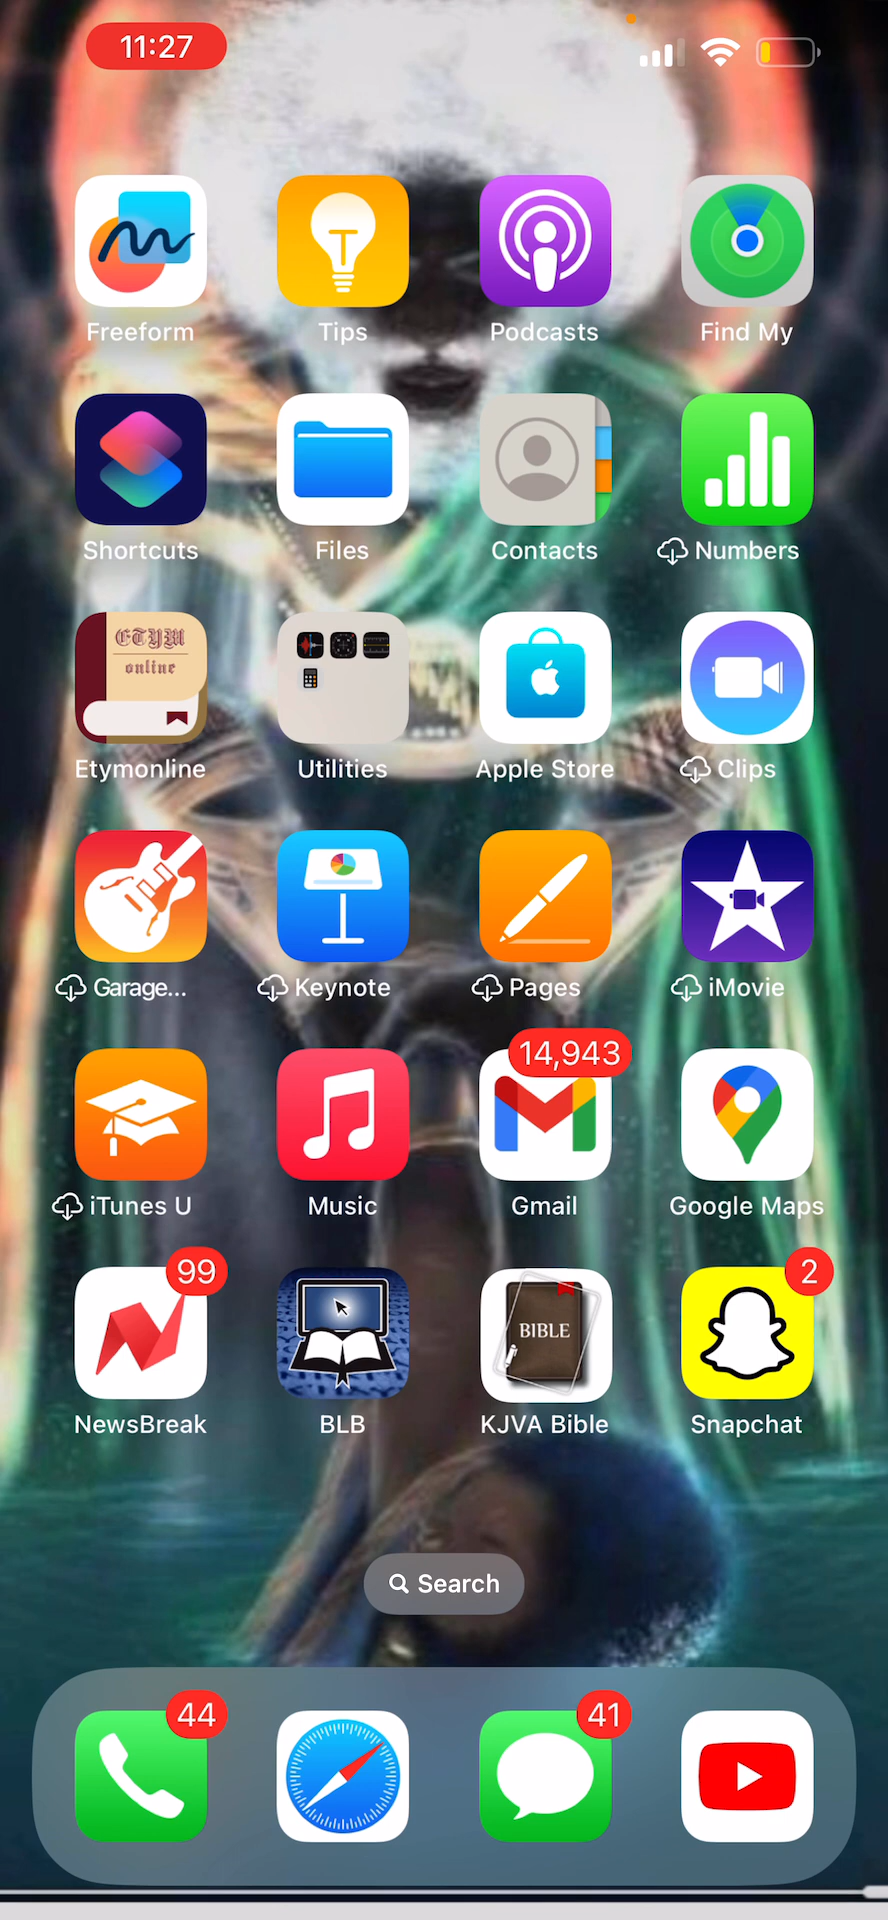 11:27
Freeform Tips Podcasts Find My
Shortcuts Files Contacts Numbers
ETYM
online
Etymonline Utilities Apple Store Clips
Garage... Keynote Pages iMovie
14,943
iTunes U Music Gmail Google Maps
99 2
BIBLE
NewsBreak BLB KJVA Bible Snapchat
Search
44 41